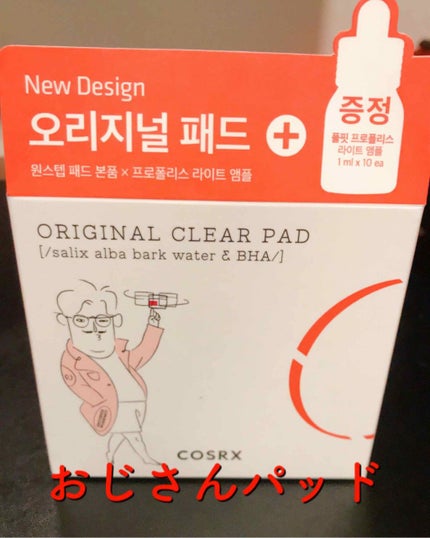 New Design
오리지널 패드 +
원스텝 패드 본품 × 프로폴리스 라이트 앰플
증정
풀핏 프로폴리스
라이트 앰플
1 ml x 10 ea
ORIGINAL CLEAR PAD
[/salix alba bark water & BHA/]
COSRX
おじさんパッド